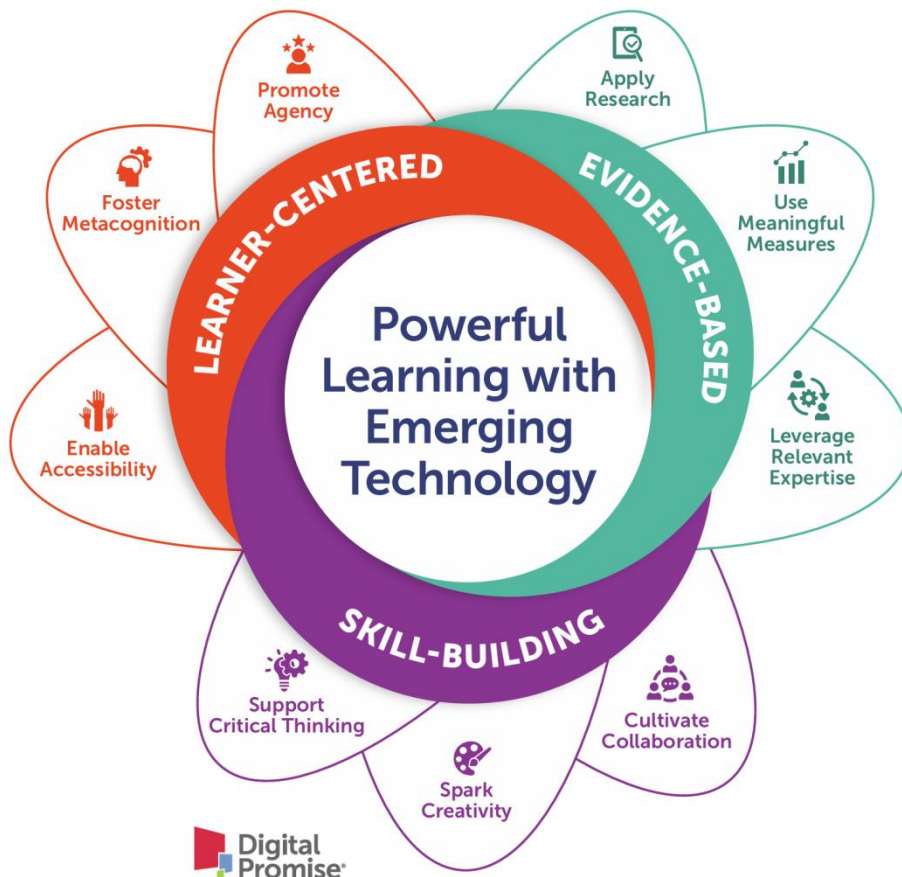 Powerful
Learning with
Emerging
Technology
LEARNER-CENTERED
Promote
Agency
Foster
Metacognition
Enable
Accessibility
EVIDENCE-BASED
Apply
Research
Use
Meaningful
Measures
Leverage
Relevant
Expertise
SKILL-BUILDING
Support
Critical Thinking
Spark
Creativity
Cultivate
Collaboration
Digital
Promise®